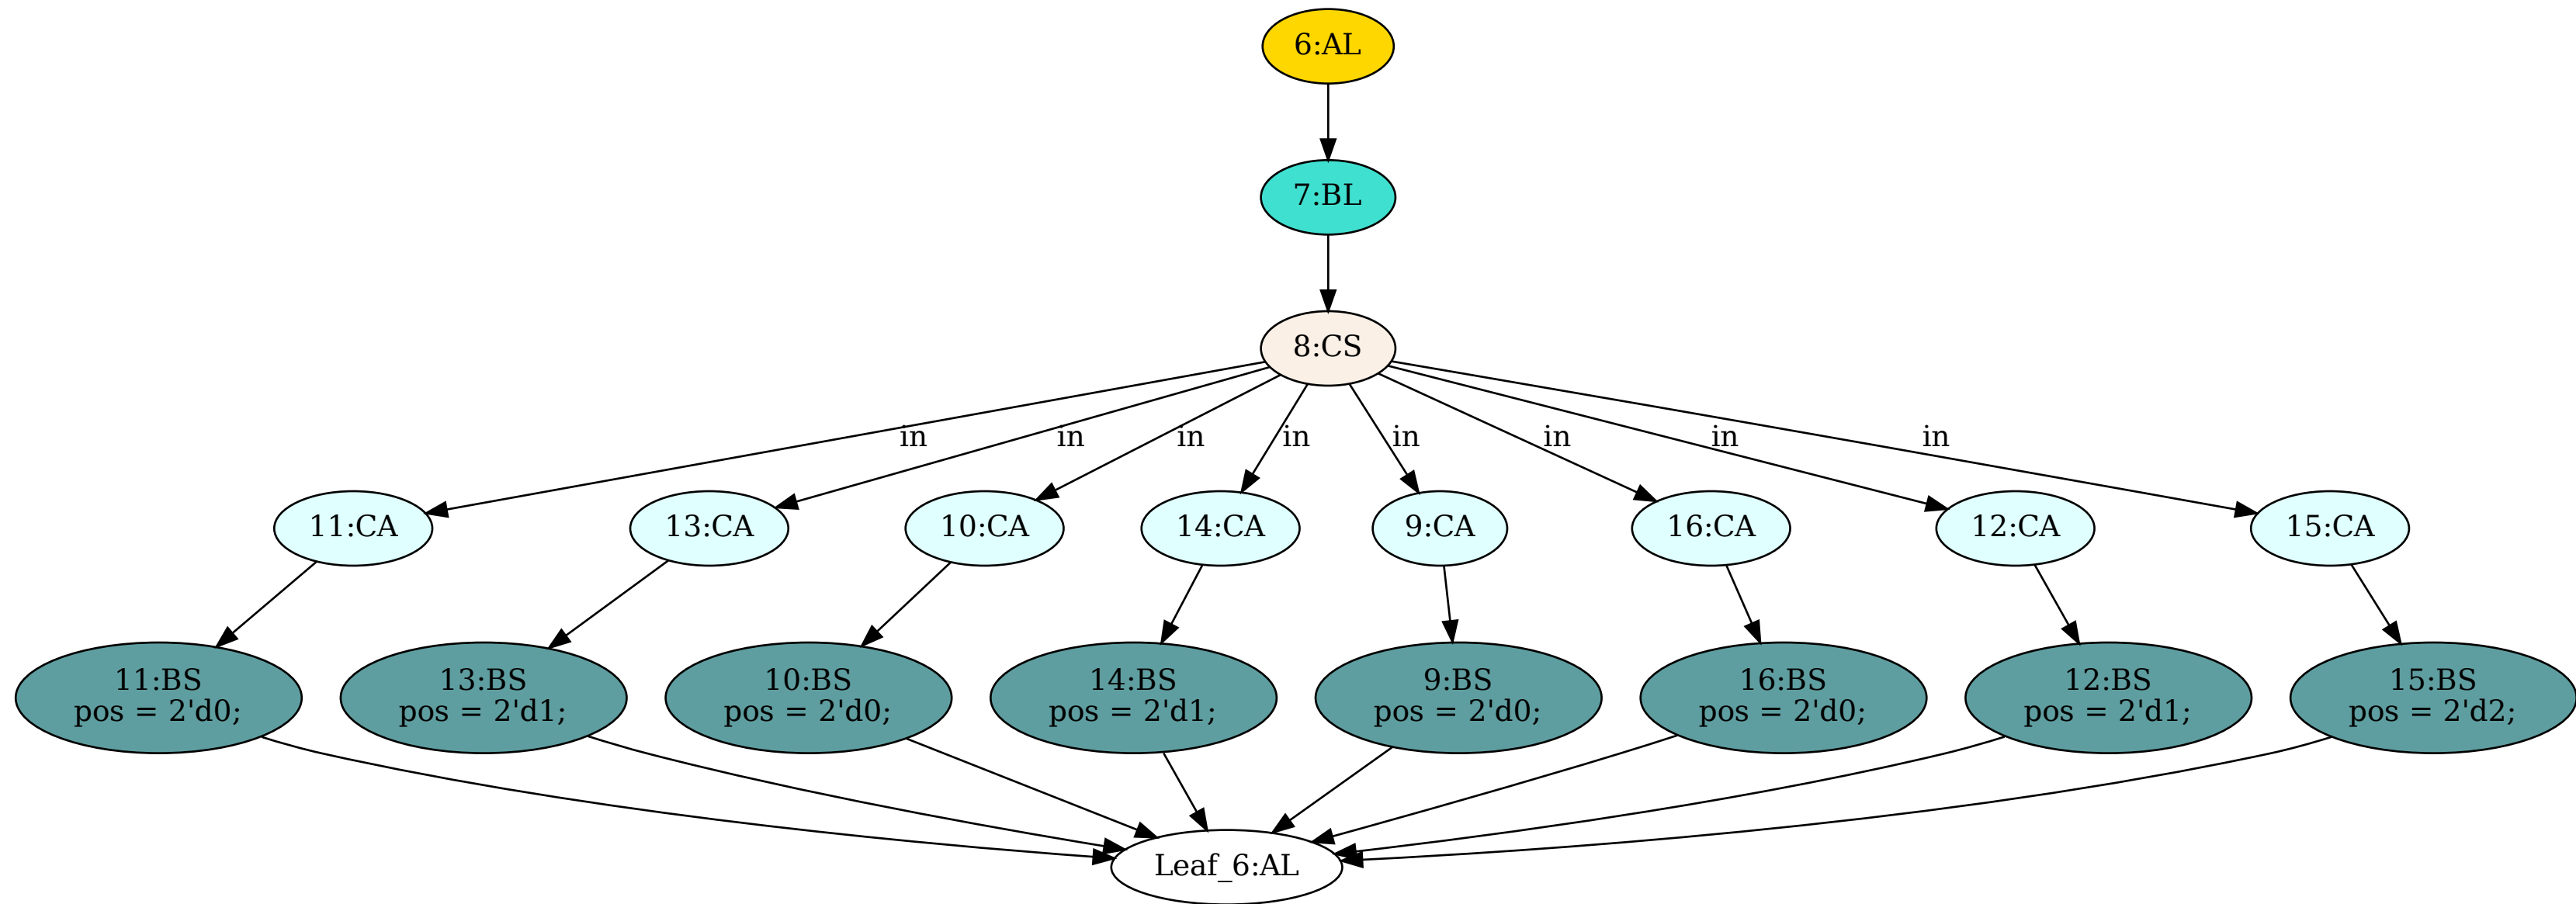 6:AL
7:BL
8:CS
in
in
in
in
in
in
in
in
11:CA
13:CA
10:CA
14:CA
9:CA
16:CA
12:CA
15:CA
11:BS
pos = 2'd0;
13:BS
pos = 2'd1;
10:BS
pos = 2'd0;
14:BS
pos = 2'd1;
9:BS
pos = 2'd0;
16:BS
pos = 2'd0;
12:BS
pos = 2'd1;
15:BS
pos = 2'd2;
Leaf_6:AL